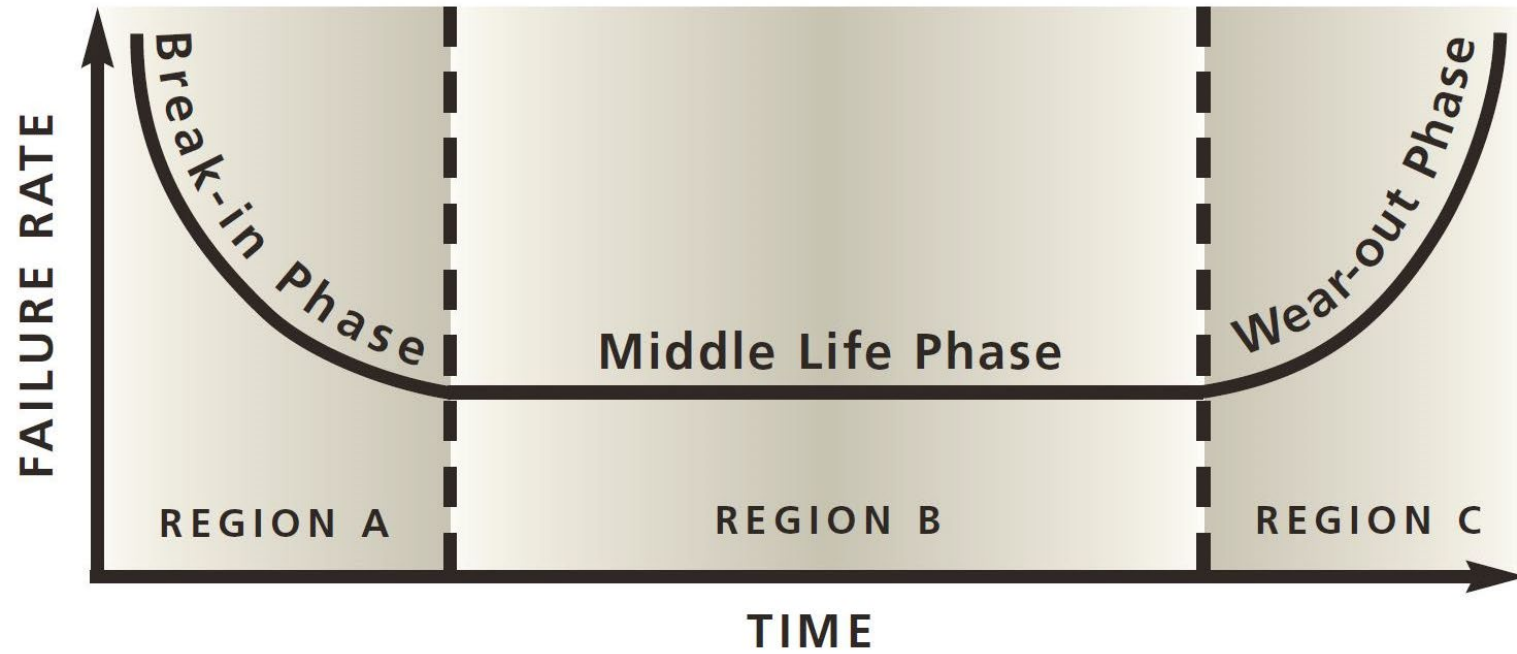 FAILURE RATE
Break-in Phase
Middle Life Phase
Wear-out Phase
REGION A
REGION B
REGION C
TIME